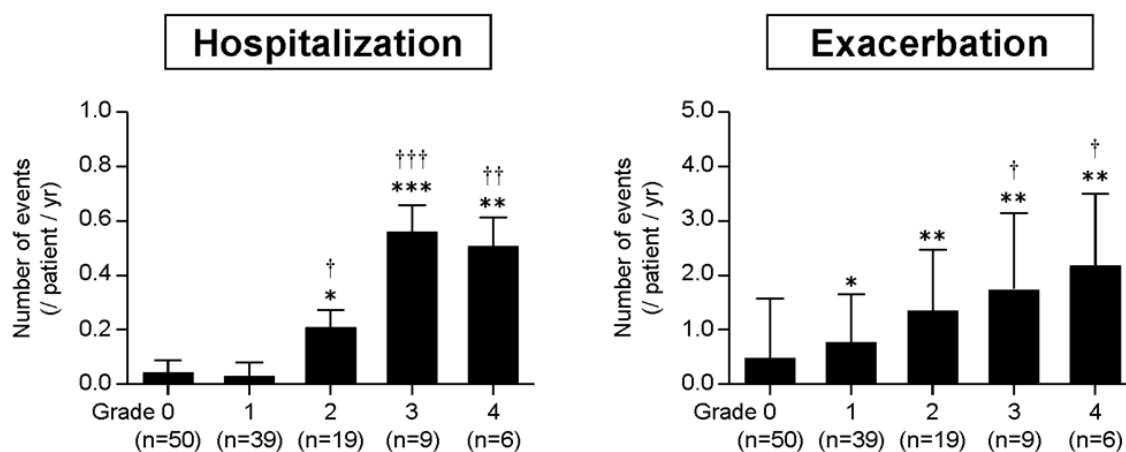 Hospitalization
Number of events
(/ patient / yr)
1.0
0.8
0.6
0.4
0.2
0.0
†
*
†††
***
††
**
Grade 0 1 2 3 4
(n=50) (n=39) (n=19) (n=9) (n=6)
Exacerbation
Number of events
(/ patient / yr)
5.0
4.0
3.0
2.0
1.0
0.0
*
**
†
**
†
**
Grade 0 1 2 3 4
(n=50) (n=39) (n=19) (n=9) (n=6)